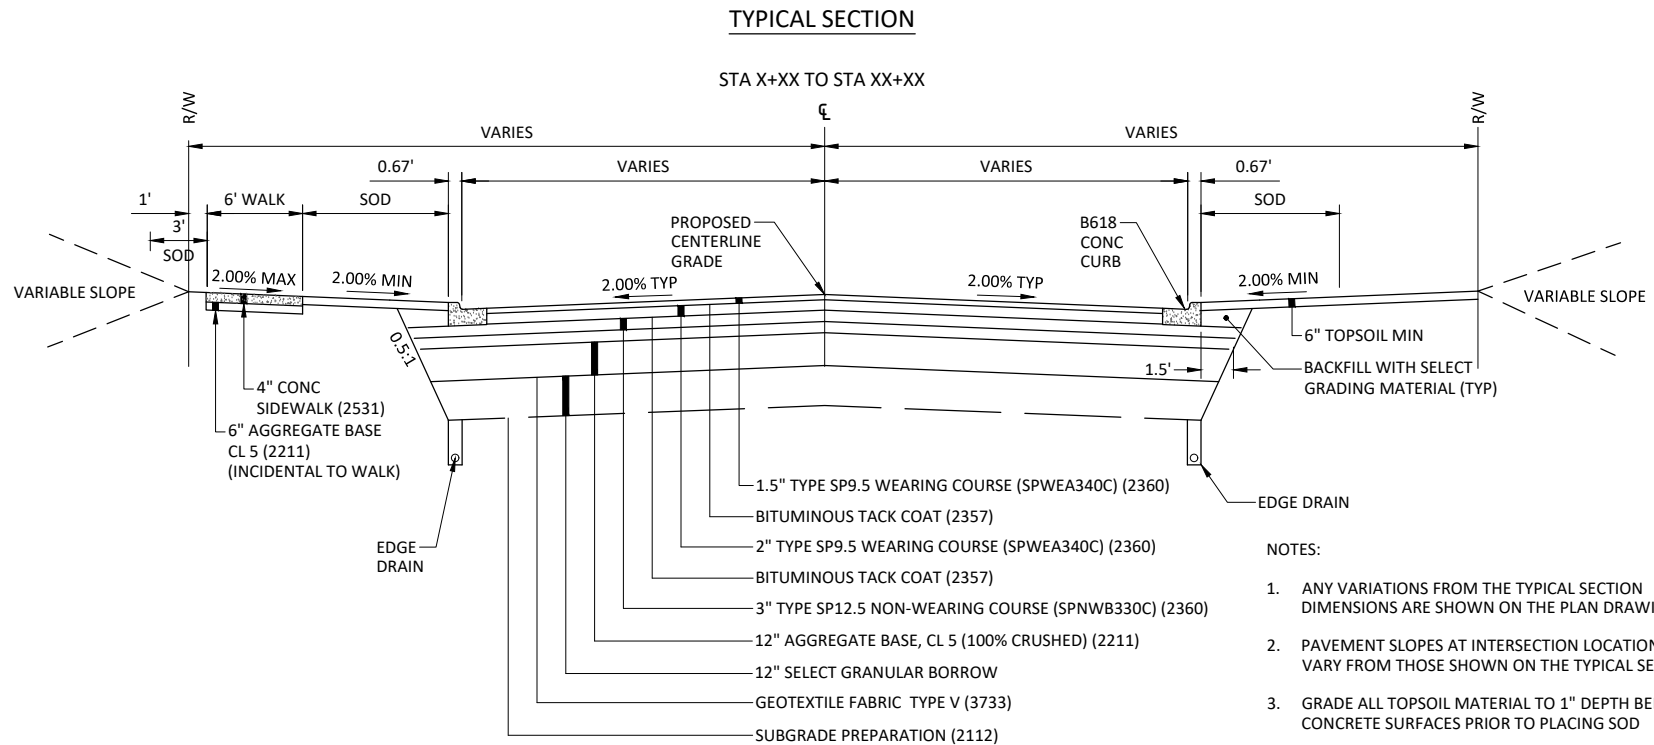 TYPICAL SECTION
STA X+XX TO STA XX+XX
R/W
℄
R/W
VARIES
VARIES
0.67'
VARIES
VARIES
0.67'
1'
6' WALK
SOD
SOD
3'
SOD
PROPOSED
CENTERLINE
GRADE
B618
CONC
CURB
2.00% MAX
2.00% MIN
2.00% TYP
2.00% TYP
2.00% MIN
VARIABLE SLOPE
VARIABLE SLOPE
0.5:1
6" TOPSOIL MIN
1.5'
BACKFILL WITH SELECT
GRADING MATERIAL (TYP)
4" CONC
SIDEWALK (2531)
6" AGGREGATE BASE
CL 5 (2211)
(INCIDENTAL TO WALK)
EDGE
DRAIN
EDGE DRAIN
1.5" TYPE SP9.5 WEARING COURSE (SPWEA340C) (2360)
BITUMINOUS TACK COAT (2357)
2" TYPE SP9.5 WEARING COURSE (SPWEA340C) (2360)
BITUMINOUS TACK COAT (2357)
3" TYPE SP12.5 NON-WEARING COURSE (SPNWB330C) (2360)
12" AGGREGATE BASE, CL 5 (100% CRUSHED) (2211)
12" SELECT GRANULAR BORROW
GEOTEXTILE FABRIC TYPE V (3733)
SUBGRADE PREPARATION (2112)
NOTES:
1. ANY VARIATIONS FROM THE TYPICAL SECTION
DIMENSIONS ARE SHOWN ON THE PLAN
2. PAVEMENT SLOPES AT INTERSECTION
VARY FROM THOSE SHOWN ON THE TYPICAL
3. GRADE ALL TOPSOIL MATERIAL TO 1" DEPTH
CONCRETE SURFACES PRIOR TO PLACING SOD